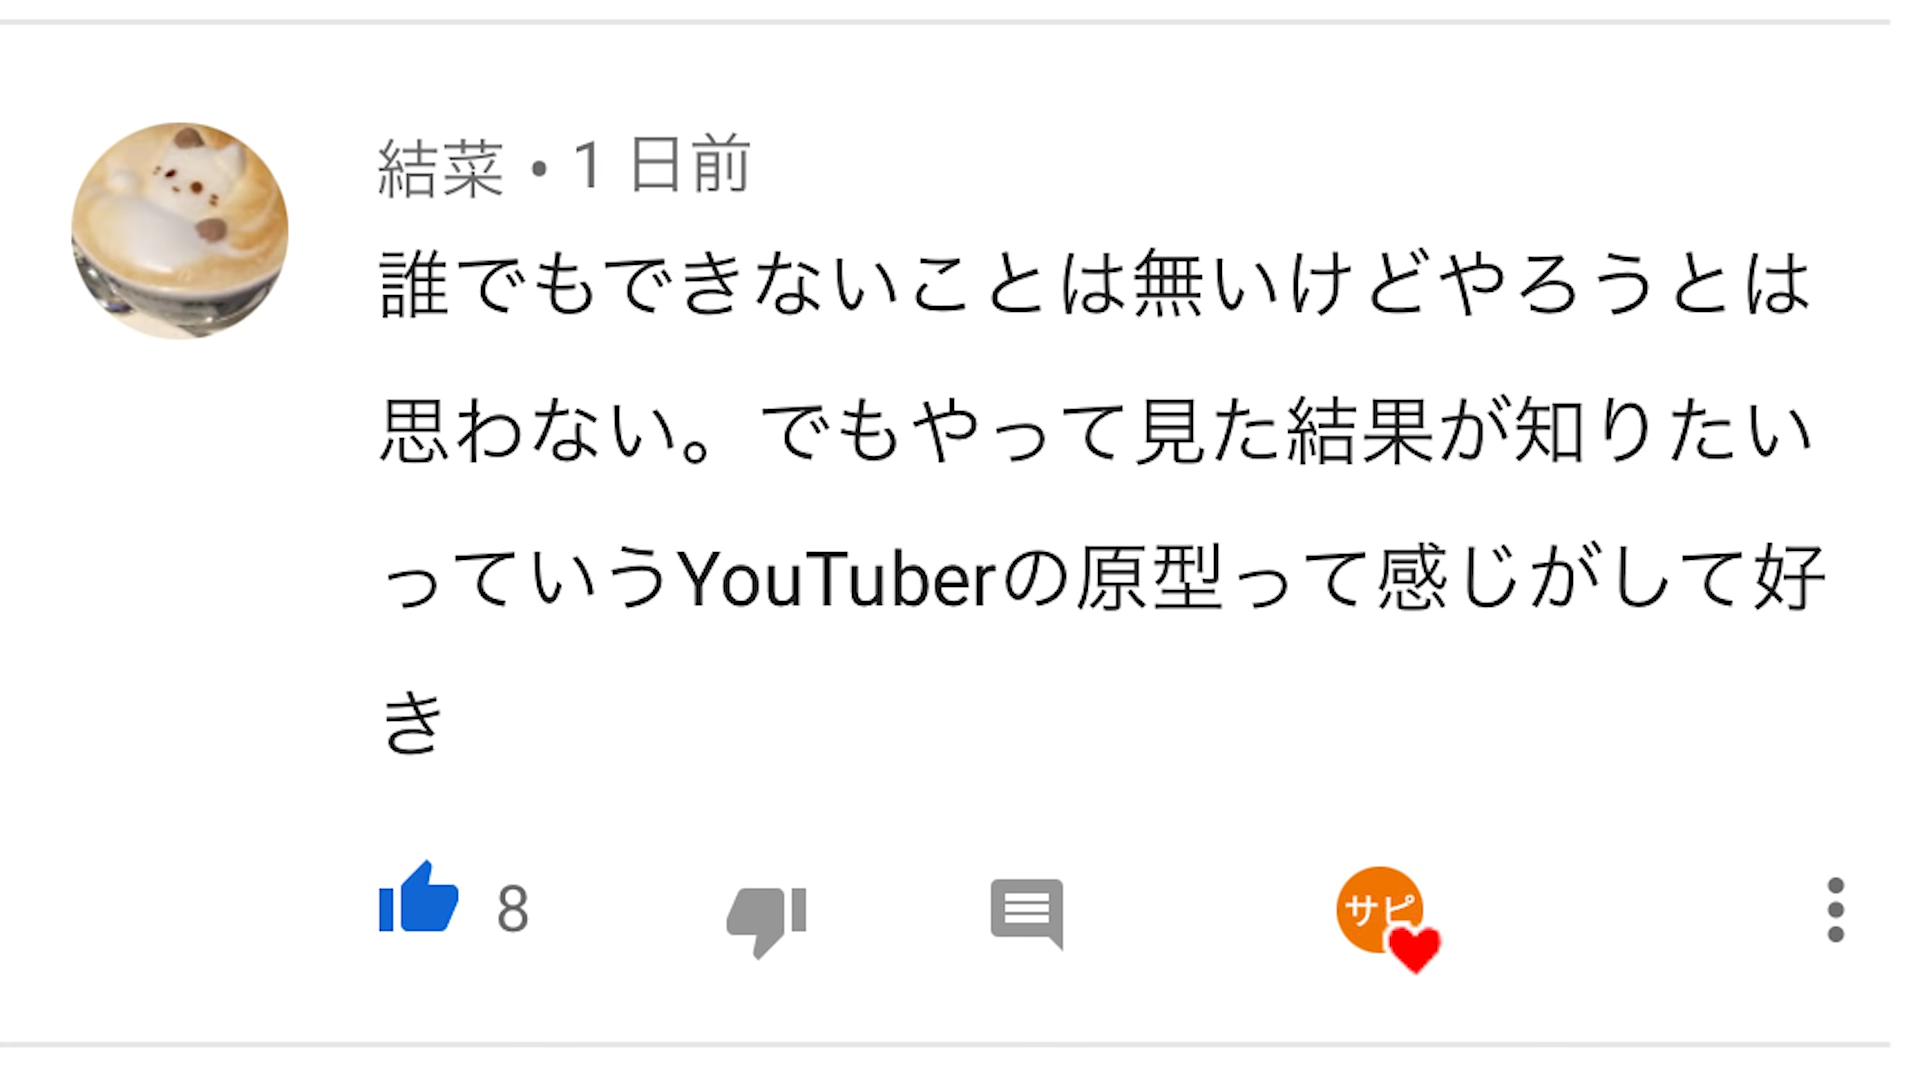 結菜・1 日前
誰でもできないことは無いけどやろうとは
思わない。でもやって見た結果が知りたい
っていうYouTuberの原型って感じがして好
き
8
サピ